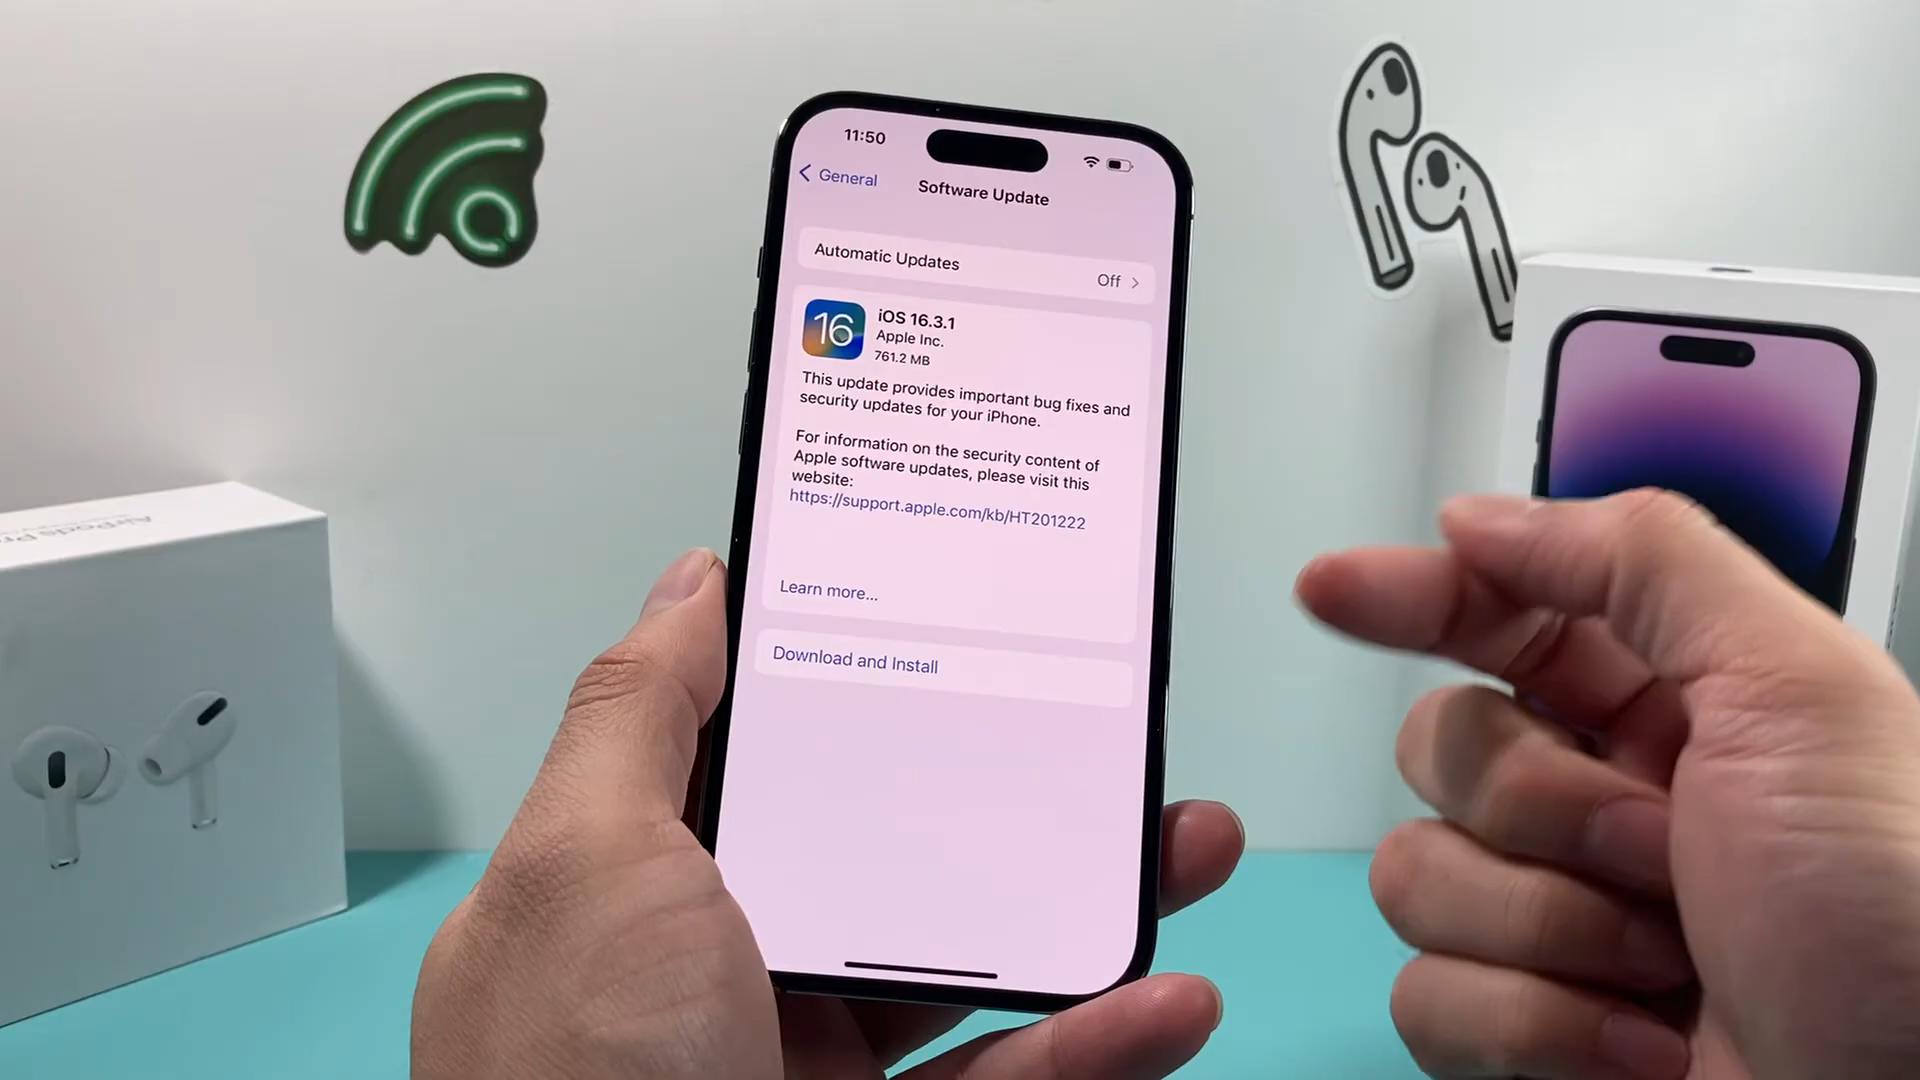 11:50
General
Software Update
Automatic Updates
Off
16
iOS 16.3.1
Apple Inc.
761.2 MB
This update provides important bug fixes and
security updates for your iPhone.
For information on the security content of
Apple software updates, please visit this
website:
https://support.apple.com/kb/HT201222
Learn more...
Download and Install
AirPods Pro